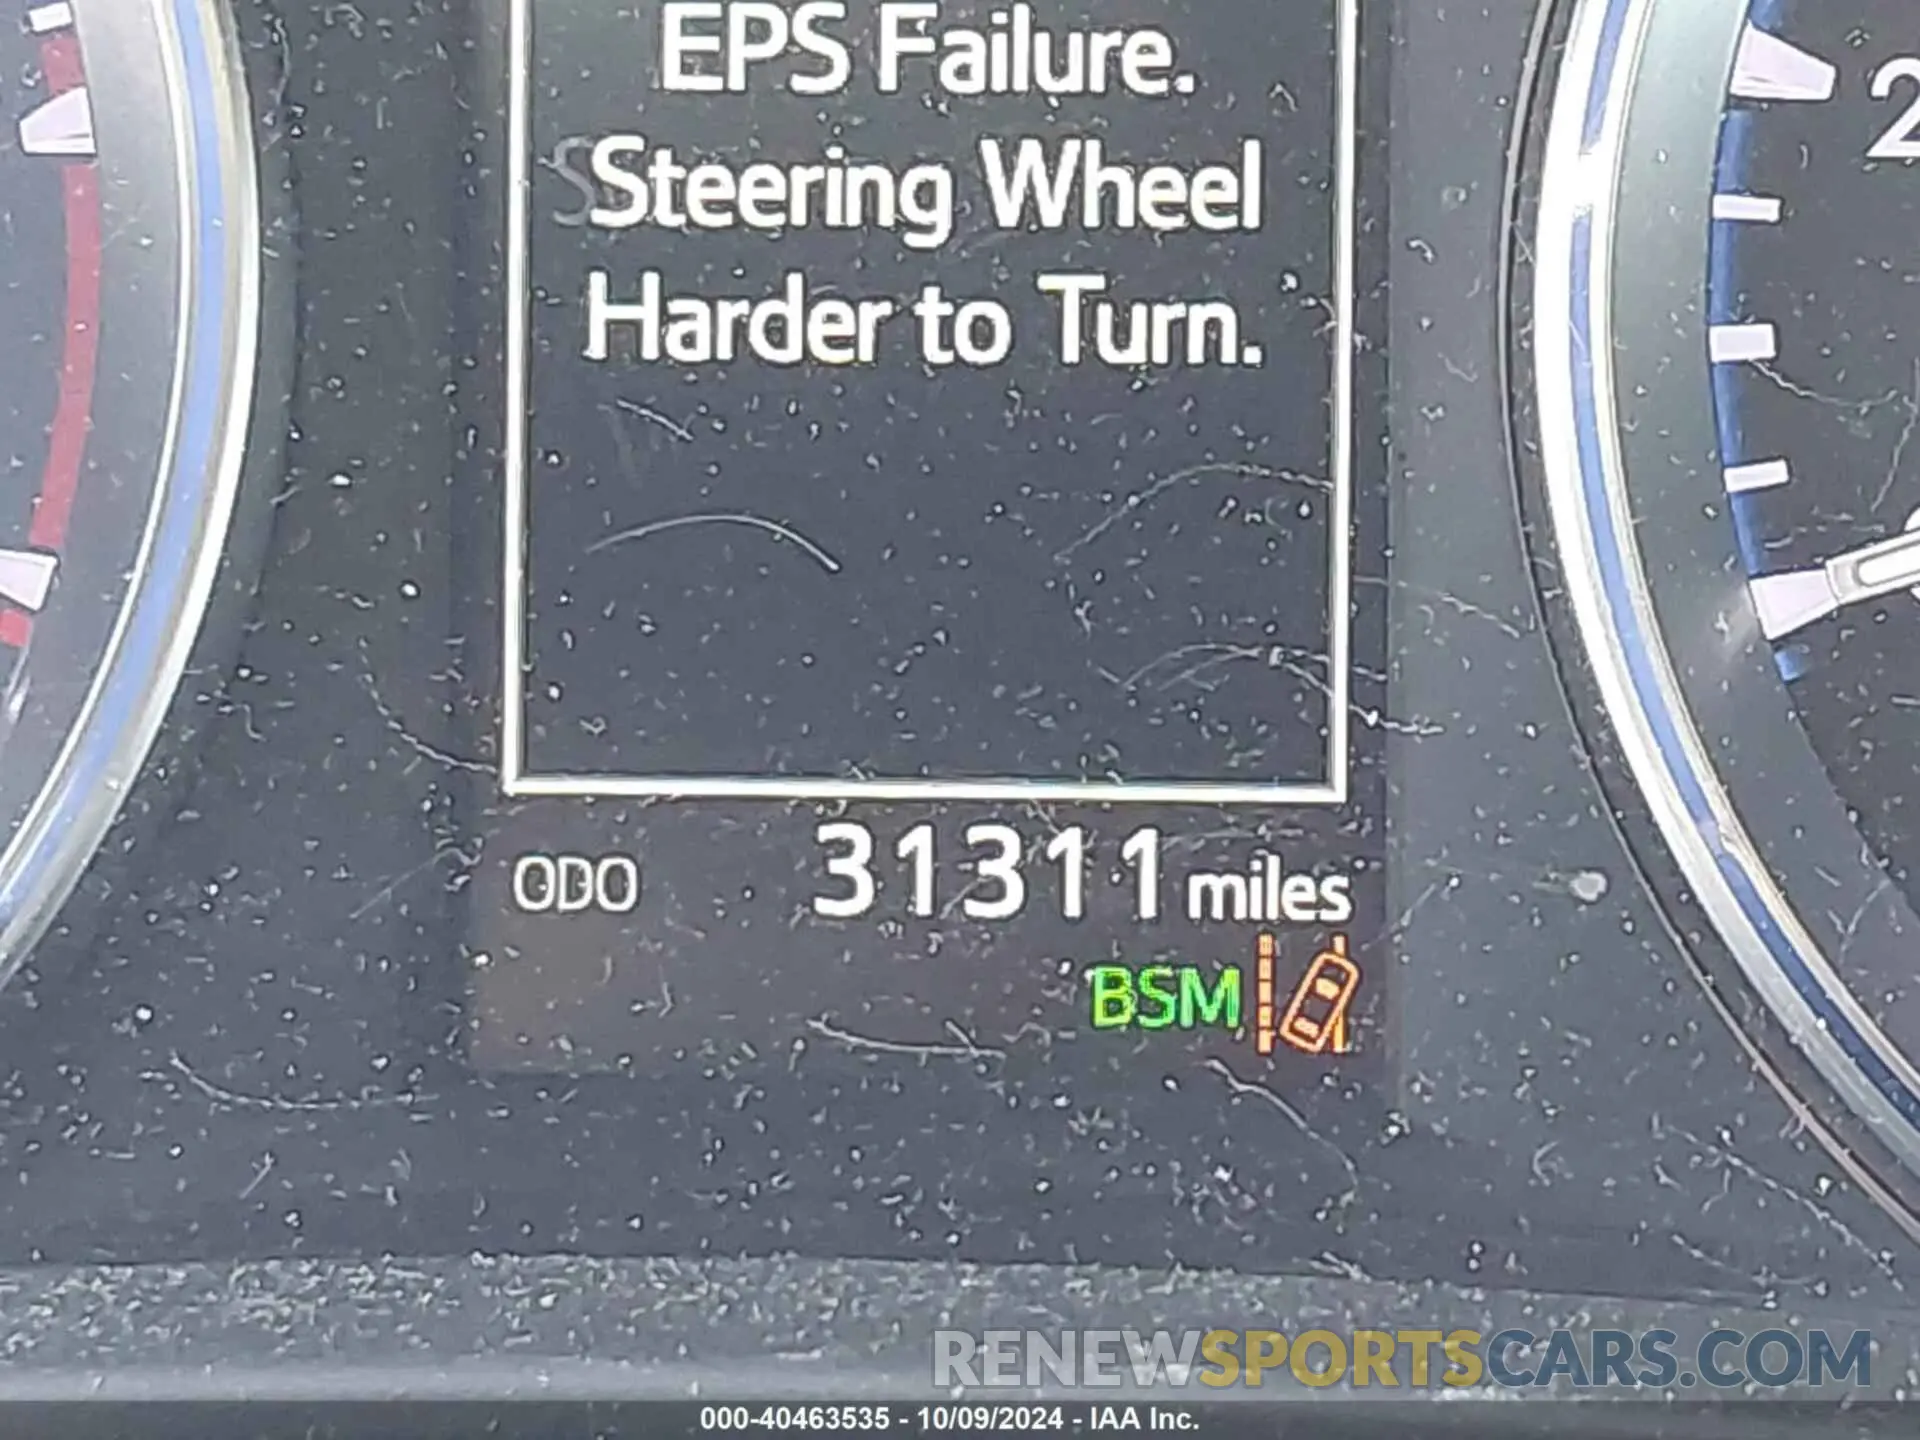 EPS Failure.
Steering Wheel
Harder to Turn.
2
ODO 31311 miles
BSM
RENEWSPORTSCARS.COM
000-40463535 - 10/09/2024 - IAA Inc.